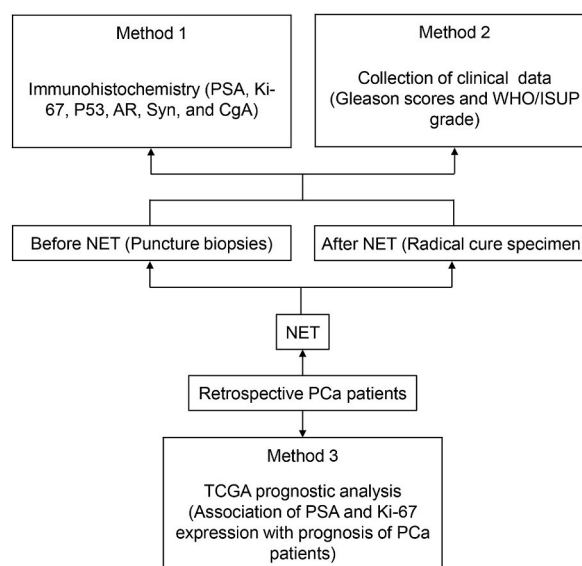 Method 1
Immunohistochemistry (PSA, Ki-
67, P53, AR, Syn, and CgA)
Method 2
Collection of clinical data
(Gleason scores and WHO/ISUP
grade)
Before NET (Puncture biopsies)
After NET (Radical cure specimen
NET
Retrospective PCa patients
Method 3
TCGA prognostic analysis
(Association of PSA and Ki-67
expression with prognosis of PCa
patients)